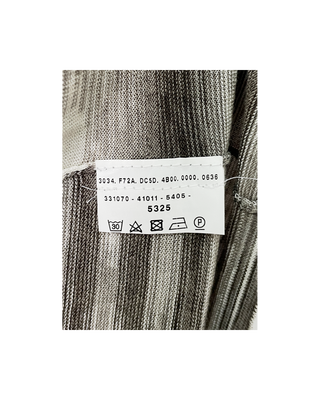 3034. F72A. DC5D. 4B00. 0000. 0636
331070 - 41011 - 5405 -
5325
30 P